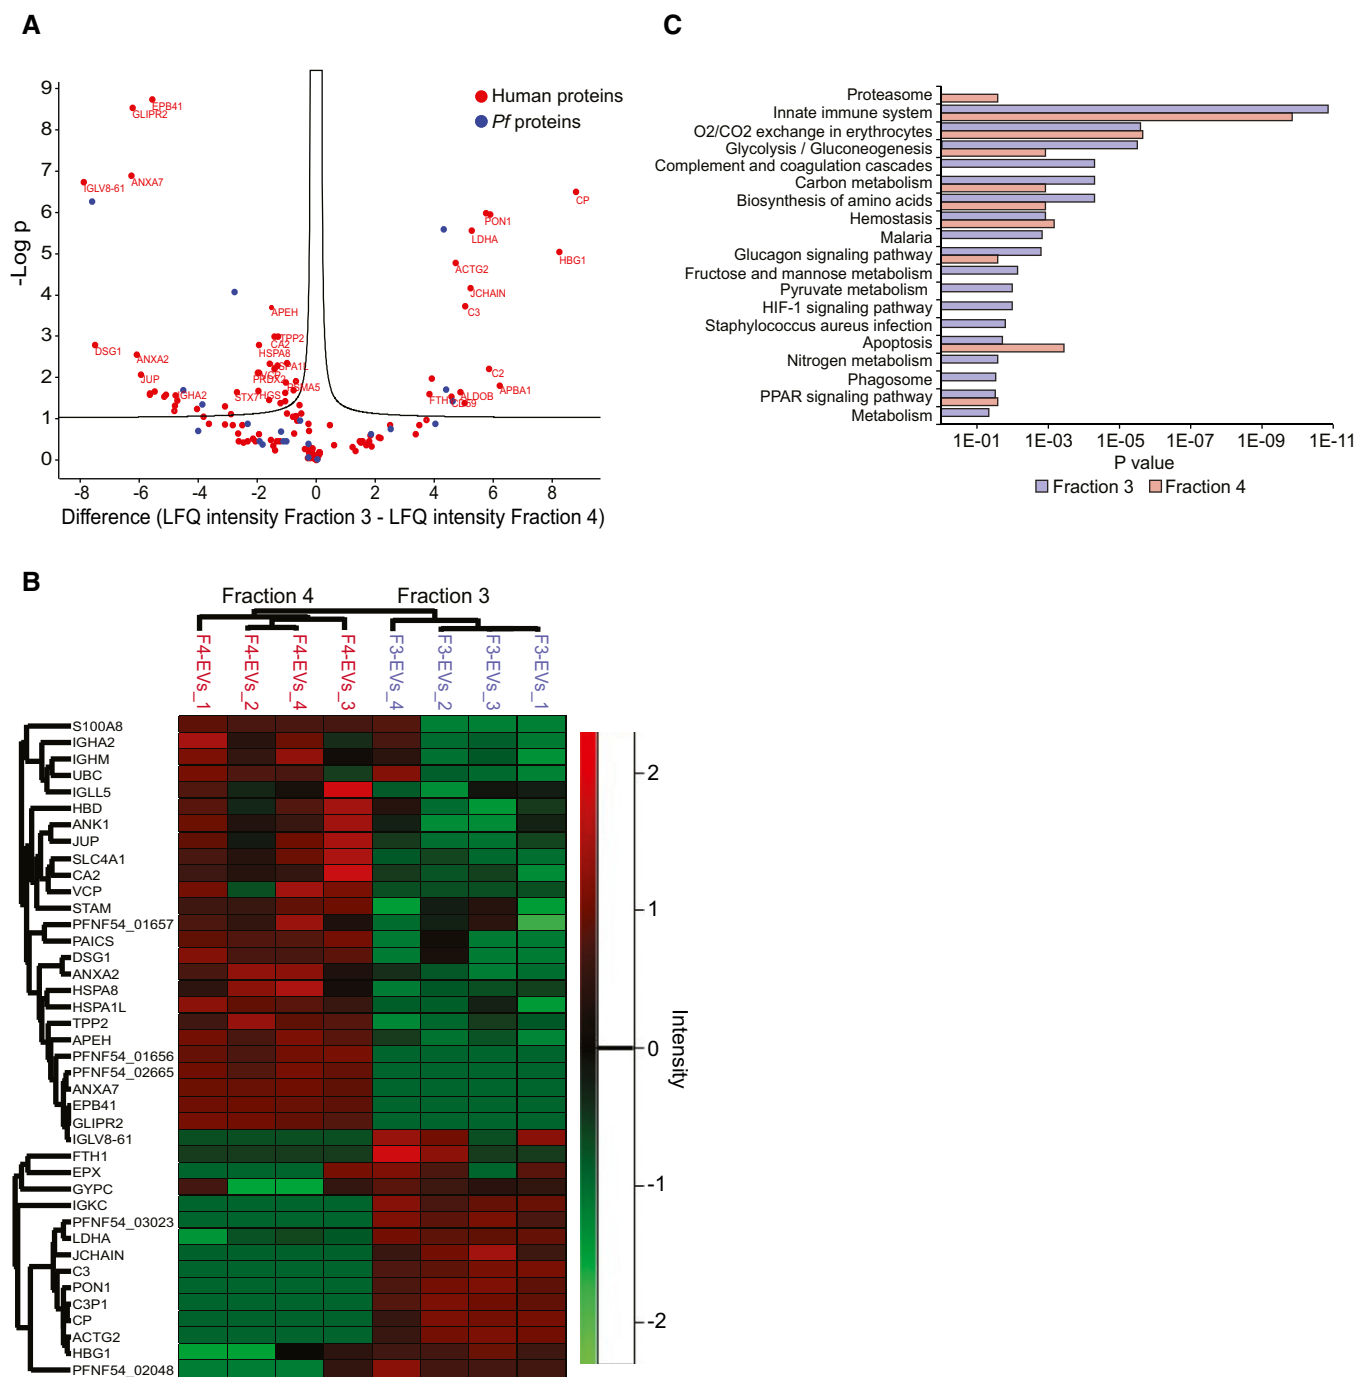 A
9
8
7
6
5
4
3
2
1
0
-Log p
-8
-6
-4
-2
0
2
4
6
8
Difference (LFQ intensity Fraction 3 - LFQ intensity Fraction 4)
Human proteins
Pf proteins
EPB41
GLIPR2
ANXA7
IGLV8-61
CP
PON1
LDHA
HBG1
ACTG2
JCHAIN
C3
APEH
TPP2
CA2
DSG1
ANXA2
HSPA8
JUP
VCP
PRDX2
STX7
HGS
PSMA5
IGHA2
C2
APBA1
ALDOB
CD59
C
Proteasome
Innate immune system
O2/CO2 exchange in erythrocytes
Glycolysis / Gluconeogenesis
Complement and coagulation cascades
Carbon metabolism
Biosynthesis of amino acids
Hemostasis
Malaria
Glucagon signaling pathway
Fructose and mannose metabolism
Pyruvate metabolism
HIF-1 signaling pathway
Staphylococcus aureus infection
Apoptosis
Nitrogen metabolism
Phagosome
PPAR signaling pathway
Metabolism
1E-01
1E-03
1E-05
1E-07
1E-09
1E-11
P value
Fraction 3
Fraction 4
B
Fraction 4
Fraction 3
F4-EVs_1
F4-EVs_2
F4-EVs_4
F4-EVs_3
F3-EVs_4
F3-EVs_2
F3-EVs_3
F3-EVs_1
S100A8
IGHA2
IGHM
UBC
IGLL5
HBD
ANK1
JUP
SLC4A1
CA2
VCP
STAM
PFNF54_01657
PAICS
DSG1
ANXA2
HSPA8
HSPA1L
TPP2
APEH
PFNF54_01656
PFNF54_02665
ANXA7
EPB41
GLIPR2
IGLV8-61
FTH1
EPX
GYPC
IGKC
PFNF54_03023
LDHA
JCHAIN
C3
PON1
C3P1
CP
ACTG2
HBG1
PFNF54_02048
2
1
0
-1
-2
Intensity